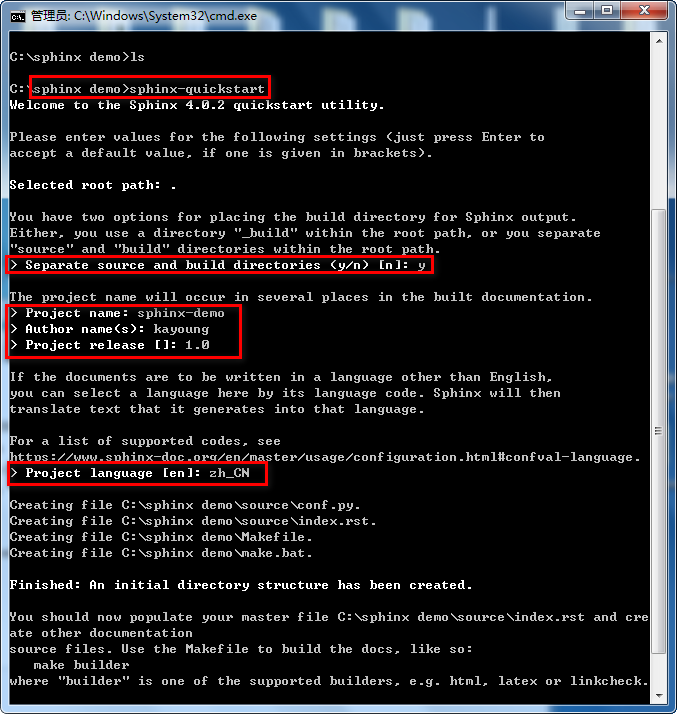 管理员: C:\Windows\System32\cmd.exe
C:\sphinx demo>ls
C:\sphinx demo>sphinx-quickstart
Welcome to the Sphinx 4.0.2 quickstart utility.
Please enter values for the following settings (just press Enter to
accept a default value, if one is given in brackets).
Selected root path: .
You have two options for placing the build directory for Sphinx output.
Either, you use a directory "_build" within the root path, or you separate
"source" and "build" directories within the root path.
> Separate source and build directories (y/n) [n]: y
The project name will occur in several places in the built documentation.
> Project name: sphinx-demo
> Author name(s): kayoung
> Project release []: 1.0
If the documents are to be written in a language other than English,
you can select a language here by its language code. Sphinx will then
translate text that it generates into that language.
For a list of supported codes, see
https://www.sphinx-doc.org/en/master/usage/configuration.html#confval-language.
> Project language [en]: zh_CN
Creating file C:\sphinx demo\source\conf.py.
Creating file C:\sphinx demo\source\index.rst.
Creating file C:\sphinx demo\Makefile.
Creating file C:\sphinx demo\make.bat.
Finished: An initial directory structure has been created.
You should now populate your master file C:\sphinx demo\source\index.rst and cre
ate other documentation
source files. Use the Makefile to build the docs, like so:
make builder
where "builder" is one of the supported builders, e.g. html, latex or linkcheck.